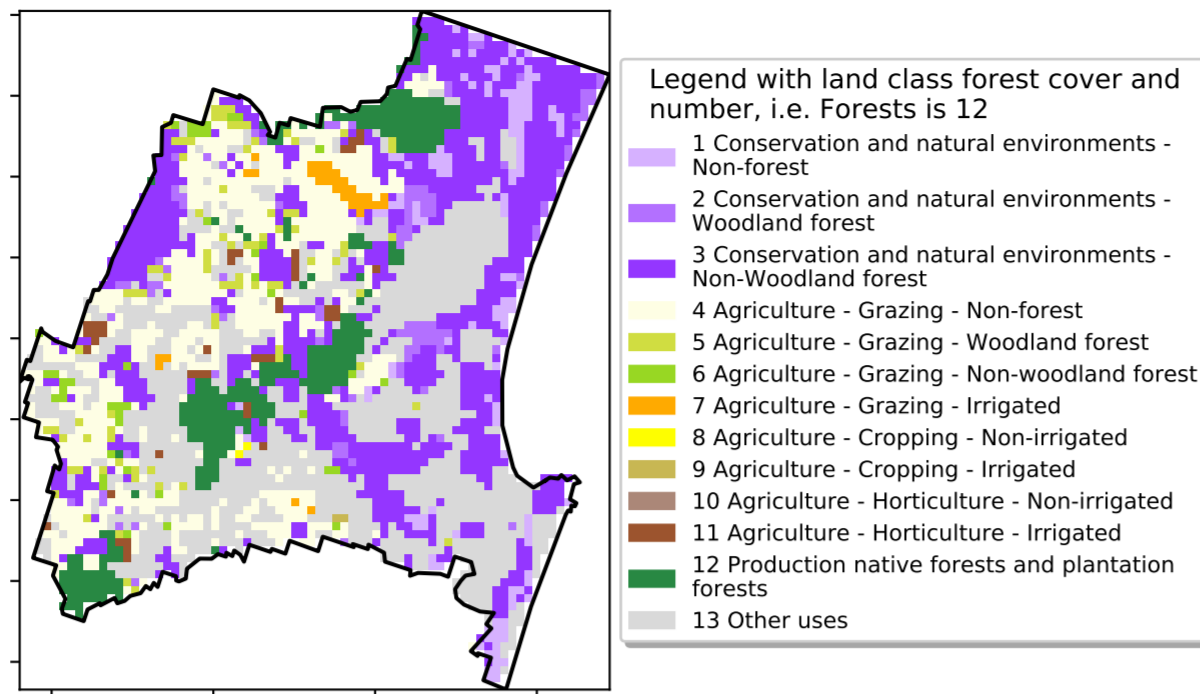 Legend with land class forest cover and
number, i.e. Forests is 12
1 Conservation and natural environments -
Non-forest
2 Conservation and natural environments -
Woodland forest
3 Conservation and natural environments -
Non-Woodland forest
4 Agriculture - Grazing - Non-forest
5 Agriculture - Grazing - Woodland forest
6 Agriculture - Grazing - Non-woodland forest
7 Agriculture - Grazing - Irrigated
8 Agriculture - Cropping - Non-irrigated
9 Agriculture - Cropping - Irrigated
10 Agriculture - Horticulture - Non-irrigated
11 Agriculture - Horticulture - Irrigated
12 Production native forests and plantation
forests
13 Other uses